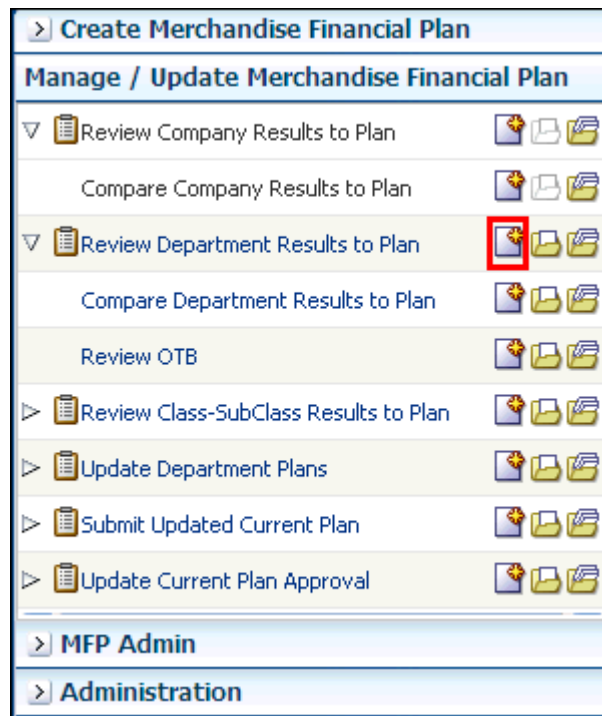 Create Merchandise Financial Plan
Manage / Update Merchandise Financial Plan
Review Company Results to Plan
Compare Company Results to Plan
Review Department Results to Plan
Compare Department Results to Plan
Review OTB
Review Class-SubClass Results to Plan
Update Department Plans
Submit Updated Current Plan
Update Current Plan Approval
MFP Admin
Administration